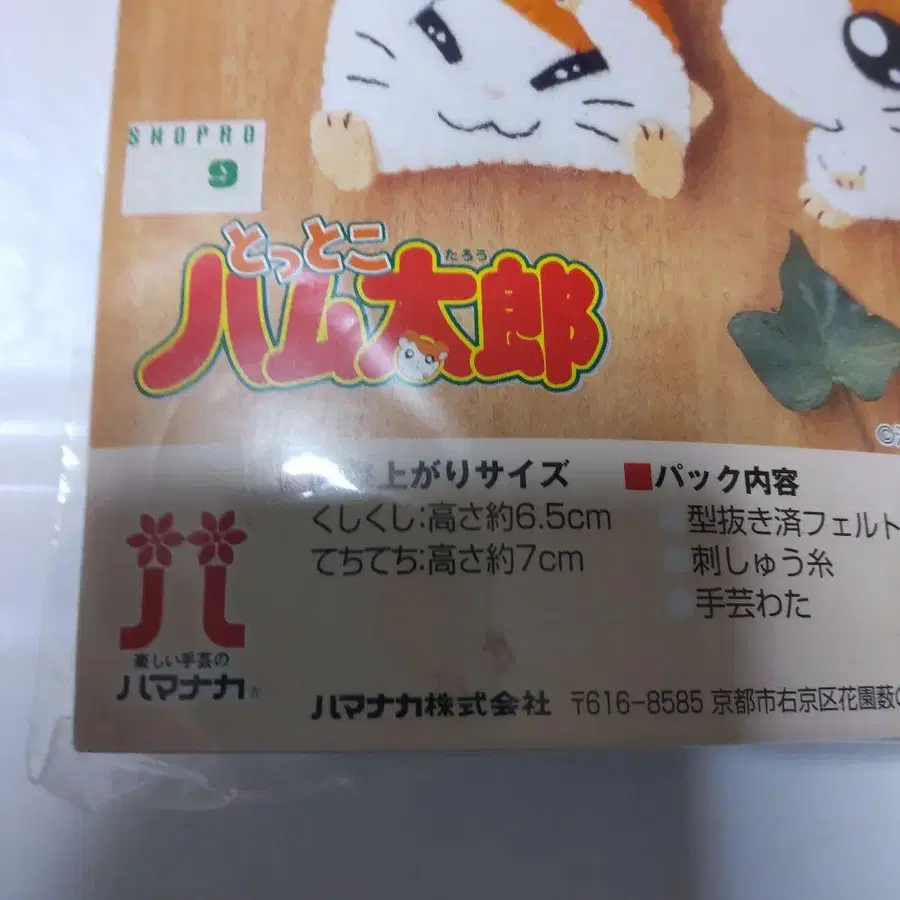 SHOPRO
とっとこ
たろう
ハム太郎
上がりサイズ
くしくし:高さ約6.5cm
てちてち:高さ約7cm
■パック内容
型抜き済フェルト
刺しゅう糸
手芸わた
楽しい手芸の
ハマナカ®
ハマナカ株式会社 〒616-8585 京都市右京区花園薮の
©